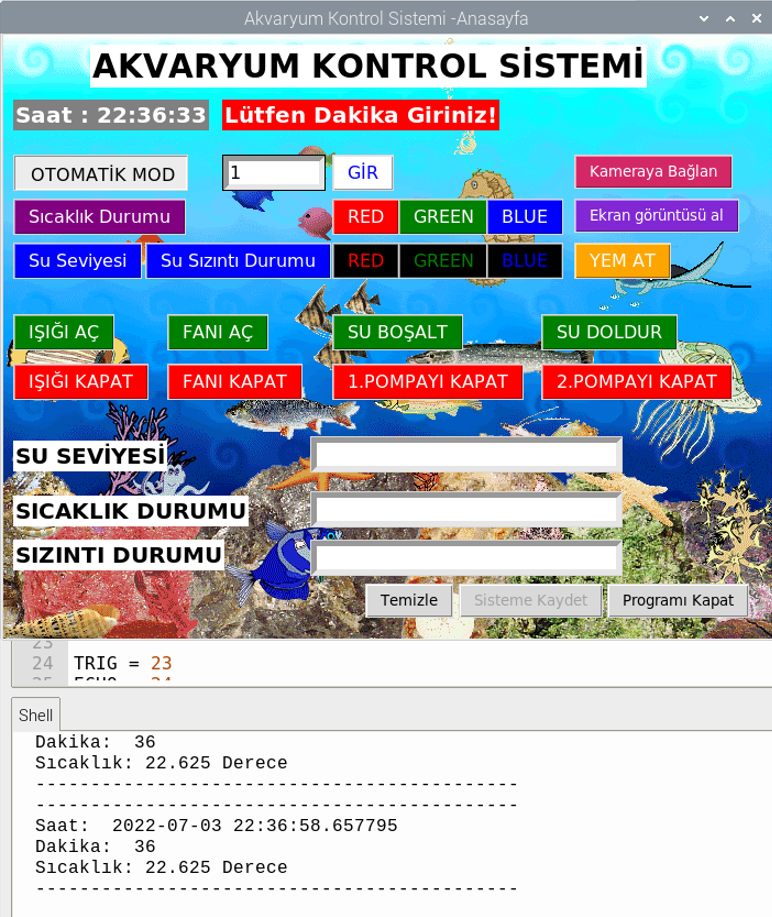 Akvaryum Kontrol Sistemi -Anasayfa
AKVARYUM KONTROL SİSTEMİ
Saat : 22:36:33 Lütfen Dakika Giriniz!
OTOMATİK MOD 1 GİR Kameraya Bağlan
Sıcaklık Durumu RED GREEN BLUE Ekran görüntüsü al
Su Seviyesi Su Sızıntı Durumu RED GREEN BLUE YEM AT
IŞIĞI AÇ FANI AÇ SU BOŞALT SU DOLDUR
IŞIĞI KAPAT FANI KAPAT 1.POMPAYI KAPAT 2.POMPAYI KAPAT
SU SEVİYESİ
SICAKLIK DURUMU
SIZINTI DURUMU
Temizle Sisteme Kaydet Programı Kapat
23
24 TRIG = 23
Shell
Dakika:  36
Sıcaklık: 22.625 Derece
--------------------------------------------
--------------------------------------------
Saat:  2022-07-03 22:36:58.657795
Dakika:  36
Sıcaklık: 22.625 Derece
--------------------------------------------